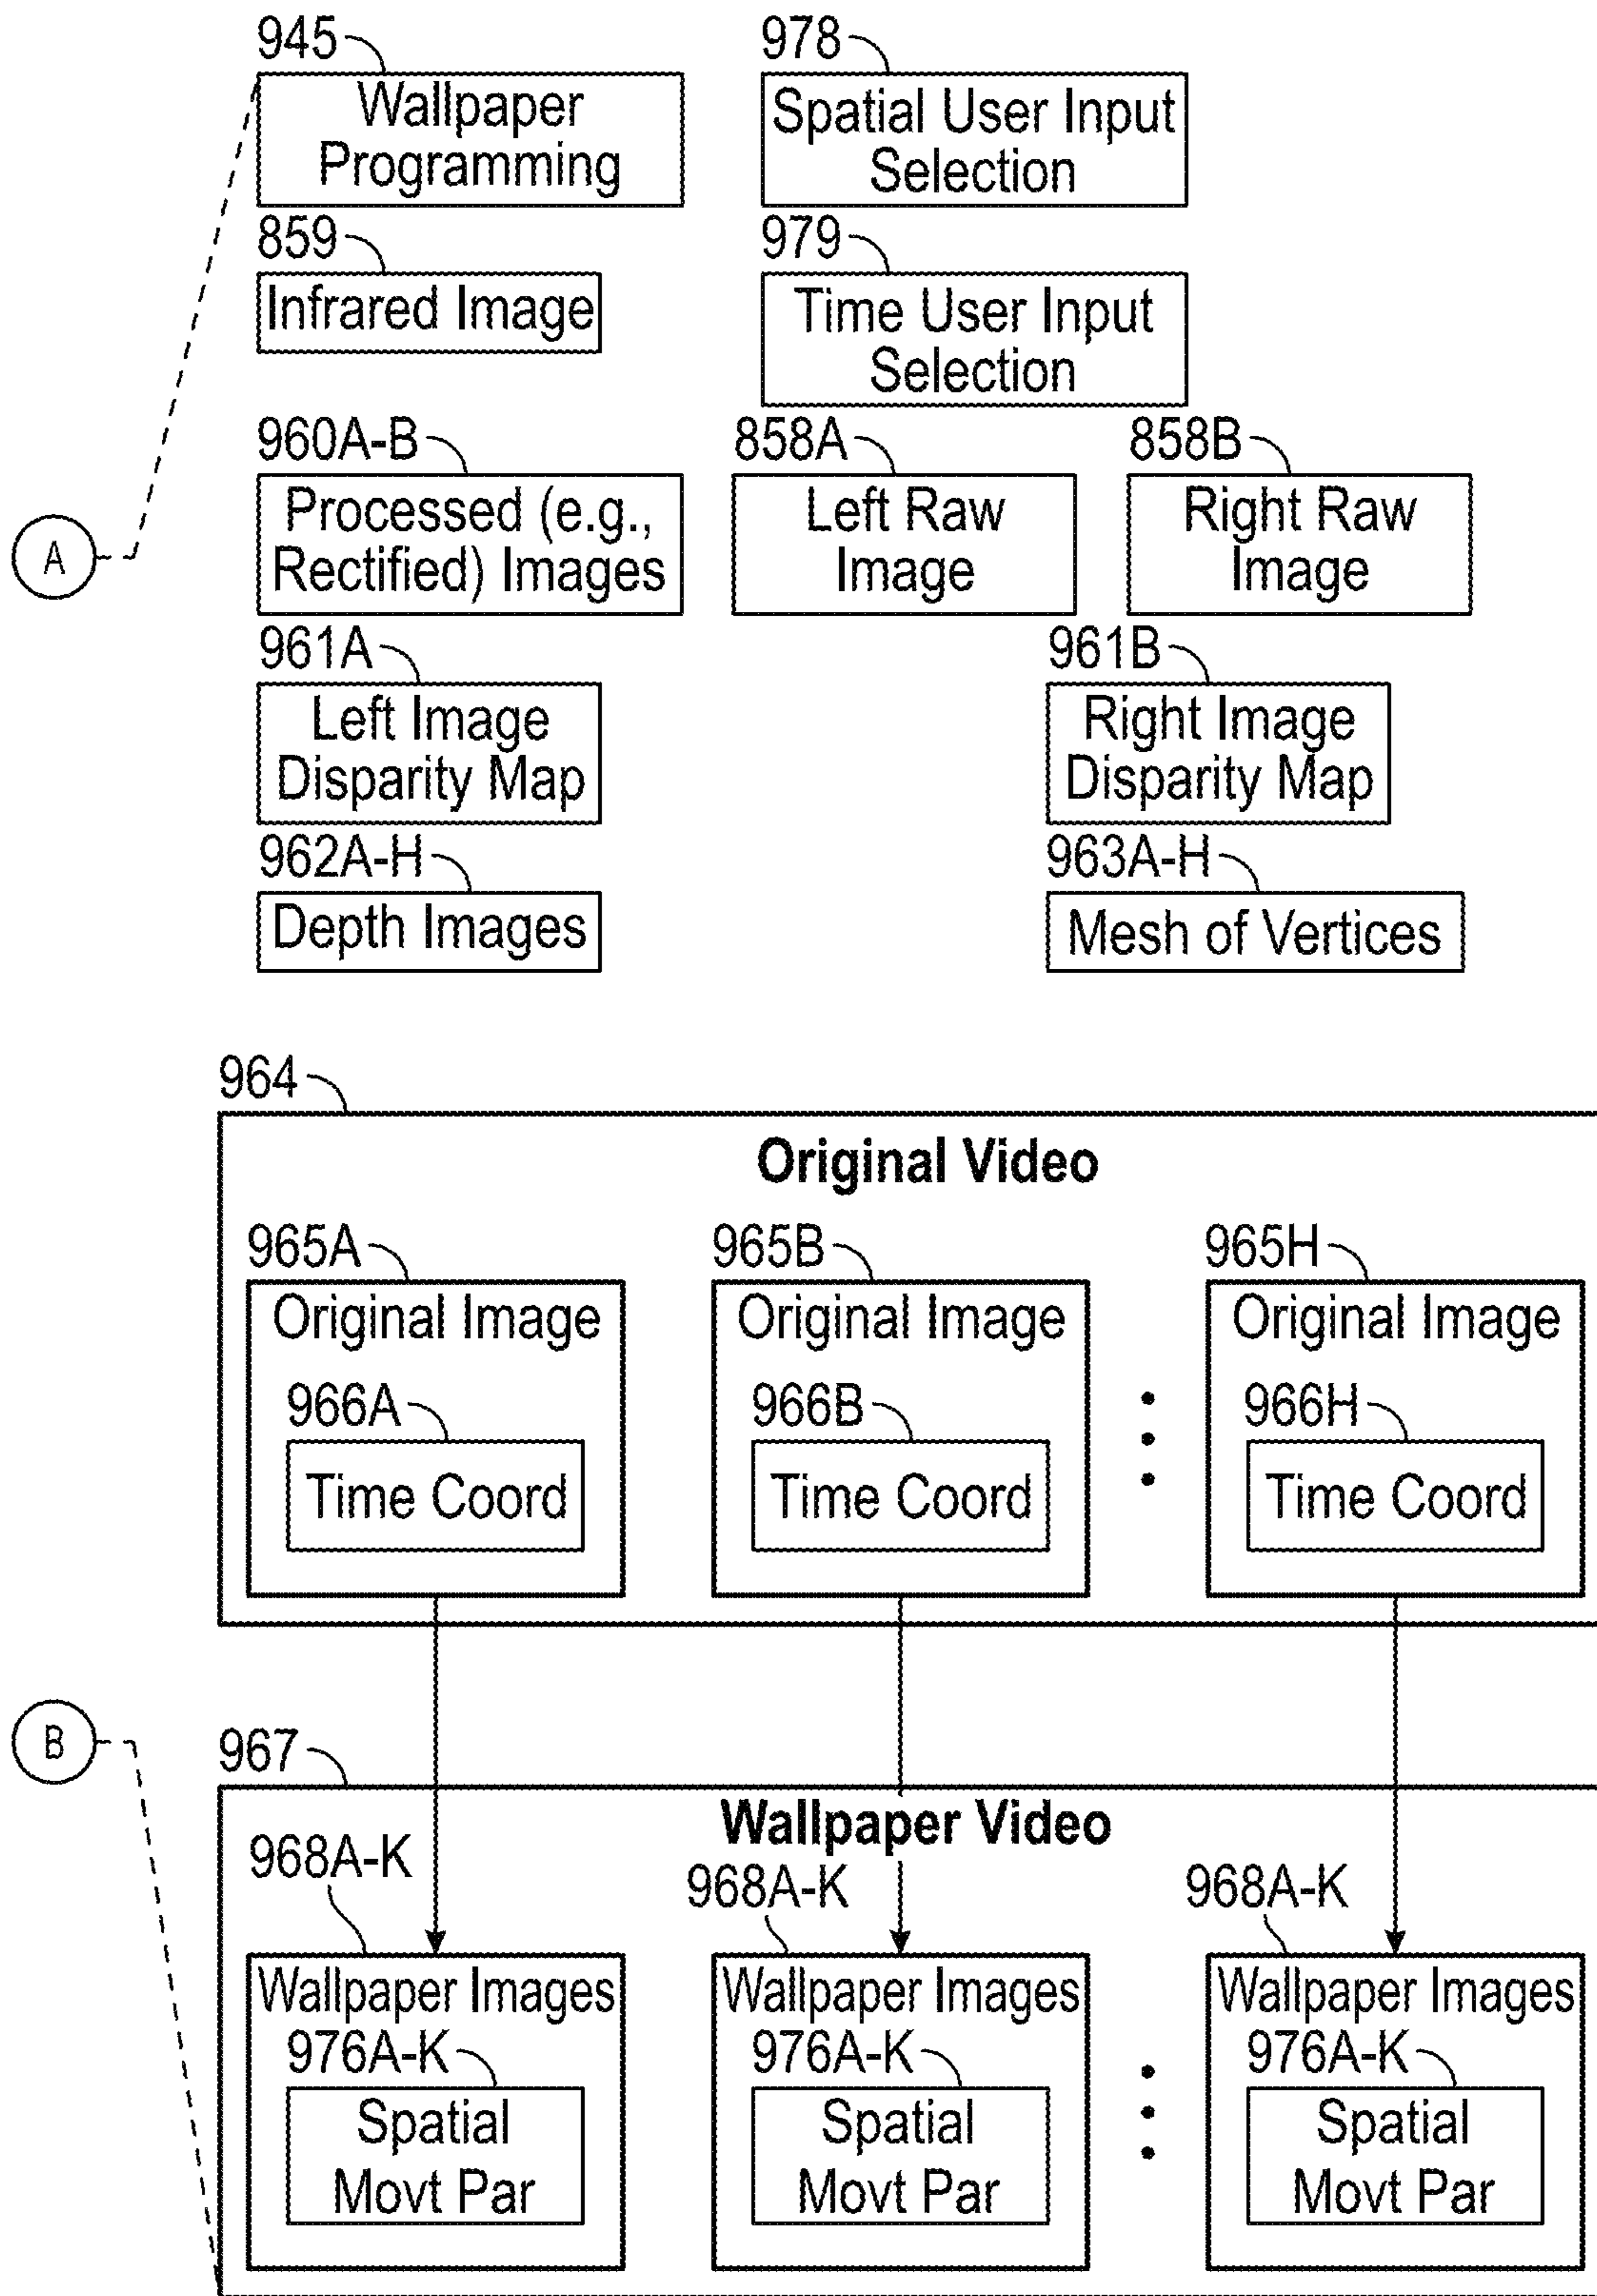 945
978
Wallpaper
Programming
Spatial User Input
Selection
859
979
Infrared Image
Time User Input
Selection
960A-B
858A
858B
Processed (e.g.,
Rectified) Images
Left Raw
Image
Right Raw
Image
A
961A
961B
Left Image
Disparity Map
Right Image
Disparity Map
962A-H
963A-H
Depth Images
Mesh of Vertices
964
Original Video
965A
965B
965H
Original Image
Original Image
Original Image
966A
966B
966H
Time Coord
Time Coord
Time Coord
B
967
Wallpaper Video
968A-K
968A-K
968A-K
Wallpaper Images
Wallpaper Images
Wallpaper Images
976A-K
976A-K
976A-K
Spatial
Movt Par
Spatial
Movt Par
Spatial
Movt Par